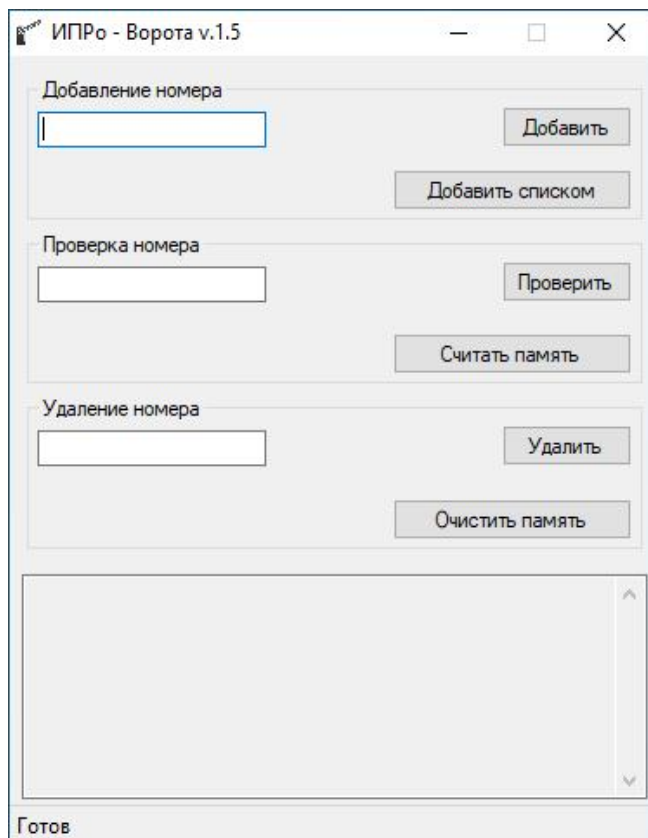 ИПРо - Ворота v.1.5
Добавление номера
Добавить
Добавить списком
Проверка номера
Проверить
Считать память
Удаление номера
Удалить
Очистить память
Готов